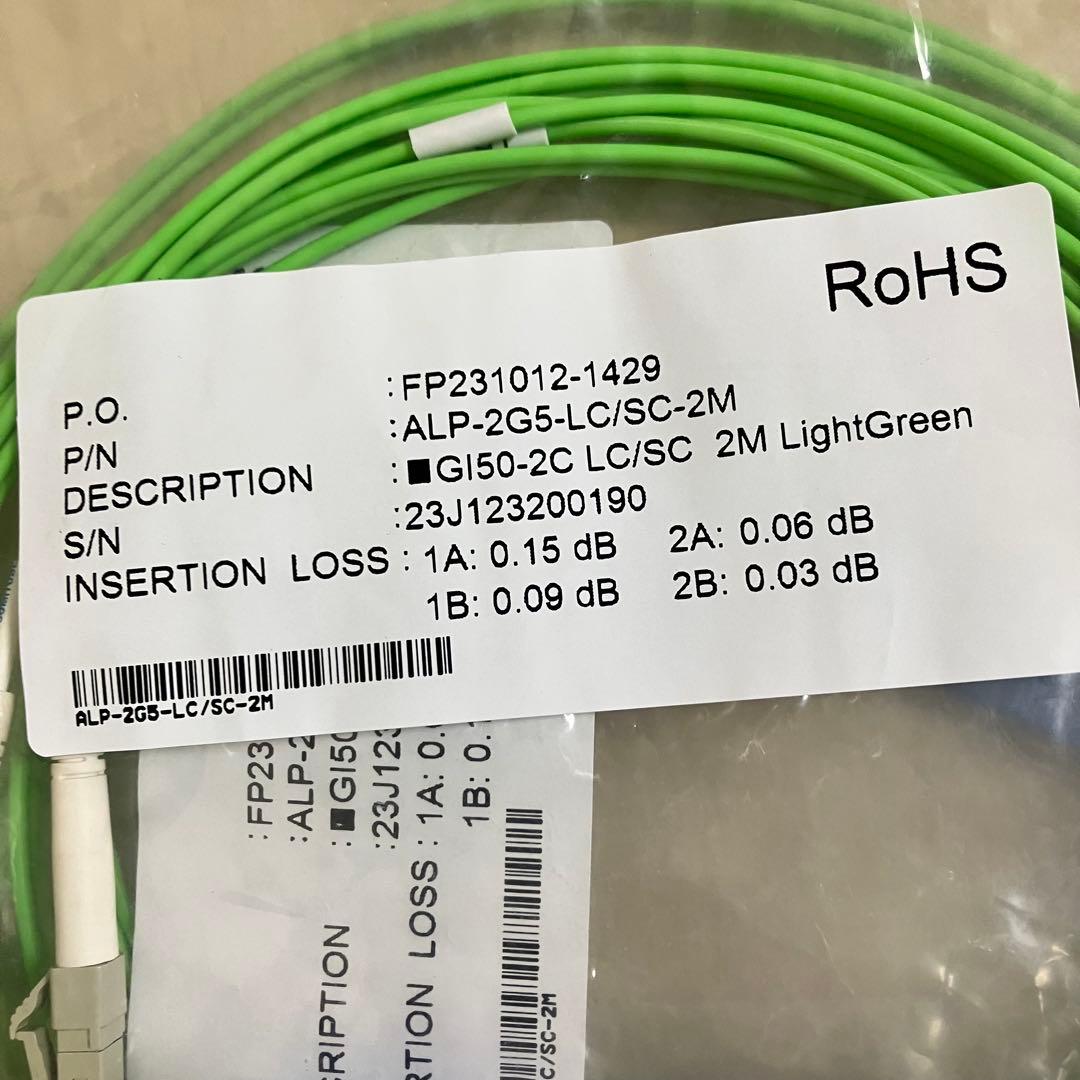 RoHS
P.O. :FP231012-1429
P/N :ALP-2G5-LC/SC-2M
DESCRIPTION :■GI50-2C LC/SC 2M LightGreen
S/N :23J123200190
INSERTION LOSS : 1A: 0.15 dB 2A: 0.06 dB
1B: 0.09 dB 2B: 0.03 dB
ALP-2G5-LC/SC-2M
:FP23
:ALP-2
RIPTION :■GI50
:23J123
RTION LOSS : 1A: 0.
1B: 0.
C/SC-2M